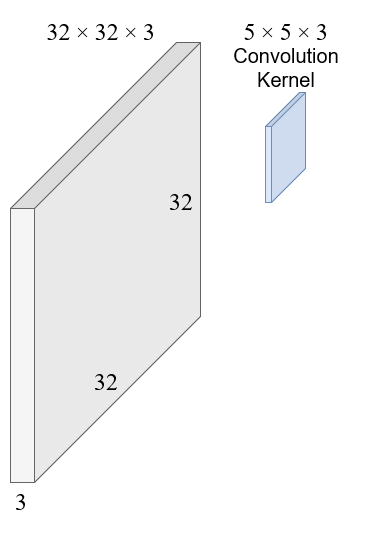 32 × 32 × 3
5 × 5 × 3
Convolution
Kernel
32
32
3